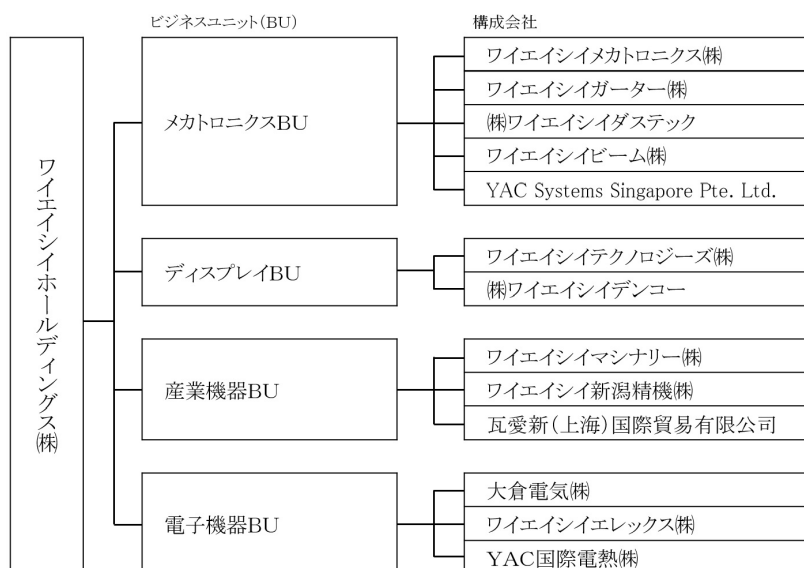 ビジネスユニット(BU)
構成会社
ワイエイシイホールディングス㈱
メカトロニクスBU
ワイエイシイメカトロニクス㈱
ワイエイシイガーター㈱
㈱ワイエイシイダステック
ワイエイシイビーム㈱
YAC Systems Singapore Pte. Ltd.
ディスプレイBU
ワイエイシイテクノロジーズ㈱
㈱ワイエイシイデンコー
産業機器BU
ワイエイシイマシナリー㈱
ワイエイシイ新潟精機㈱
瓦愛新(上海)国際貿易有限公司
電子機器BU
大倉電気㈱
ワイエイシイエレックス㈱
YAC国際電熱㈱